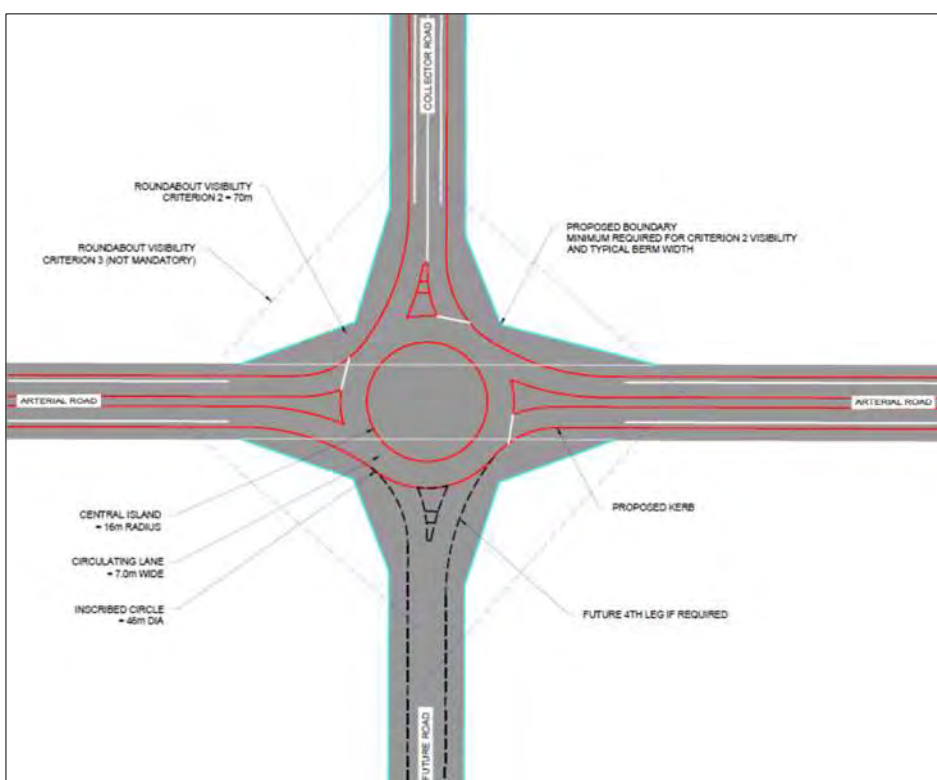 COLLECTOR ROAD
ROUNDABOUT VISIBILITY
CRITERION 2 = 70m
ROUNDABOUT VISIBILITY
CRITERION 3 (NOT MANDATORY)
PROPOSED BOUNDARY
MINIMUM REQUIRED FOR CRITERION 2 VISIBILITY
AND TYPICAL BERM WIDTH
ARTERIAL ROAD
ARTERIAL ROAD
CENTRAL ISLAND
= 16m RADIUS
PROPOSED KERB
CIRCULATING LANE
= 7.0m WIDE
INSCRIBED CIRCLE
= 46m DIA
FUTURE 4TH LEG IF REQUIRED
FUTURE ROAD